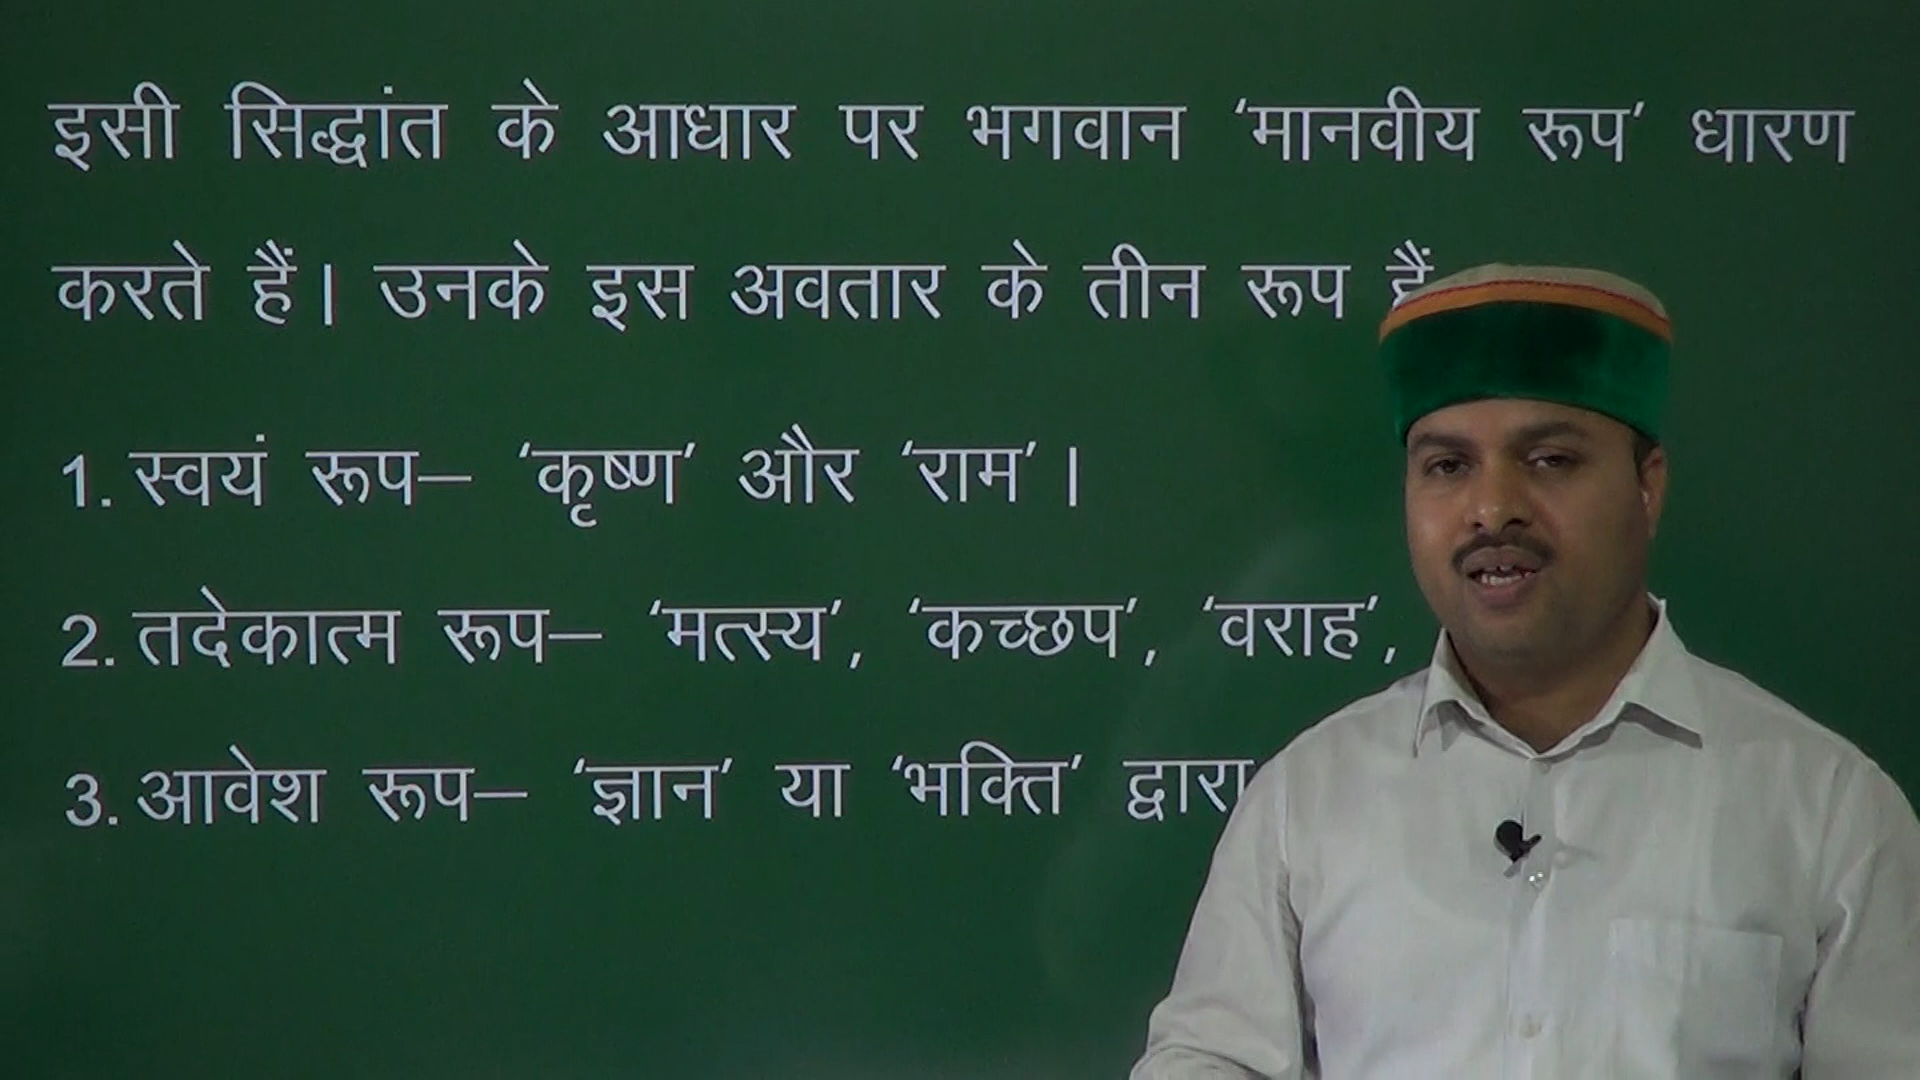 इसी सिद्धांत के आधार पर भगवान ‘मानवीय रूप’ धारण
करते हैं। उनके इस अवतार के तीन रूप हैं
1. स्वयं रूप– ‘कृष्ण’ और ‘राम’।
2. तदेकात्म रूप– ‘मत्स्य’, ‘कच्छप’, ‘वराह’,
3. आवेश रूप– ‘ज्ञान’ या ‘भक्ति’ द्वारा